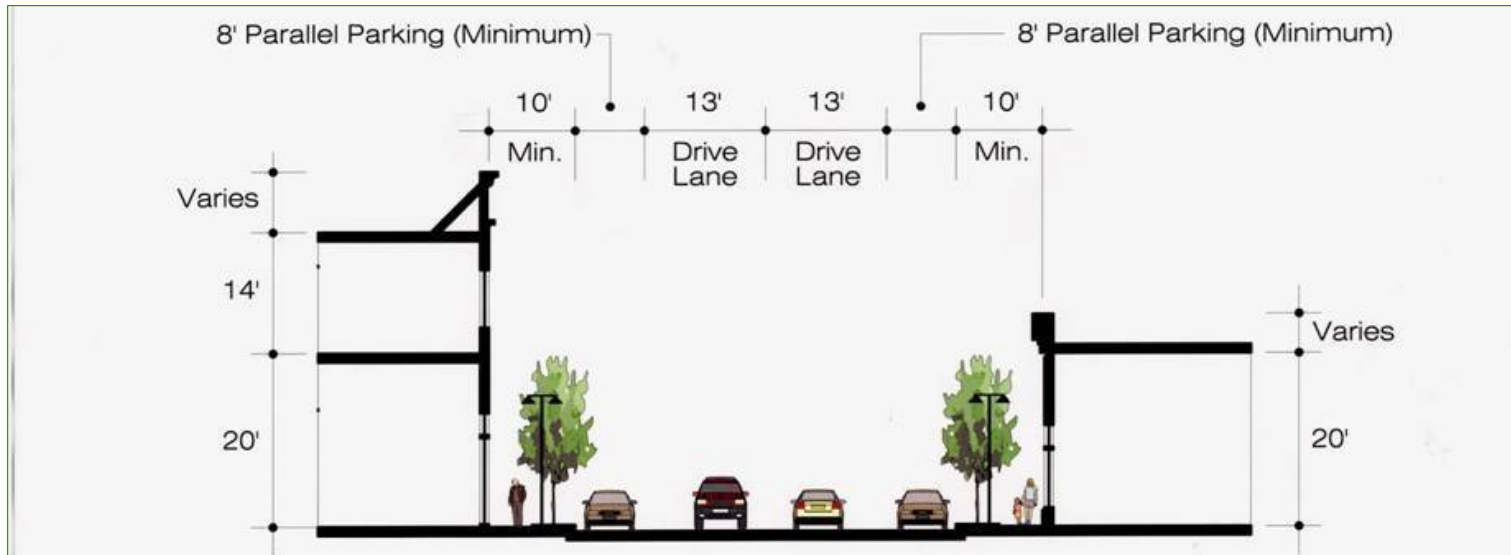 8' Parallel Parking (Minimum)
8' Parallel Parking (Minimum)
10'
13'
13'
10'
Min.
Drive
Lane
Drive
Lane
Min.
Varies
14'
20'
Varies
20'